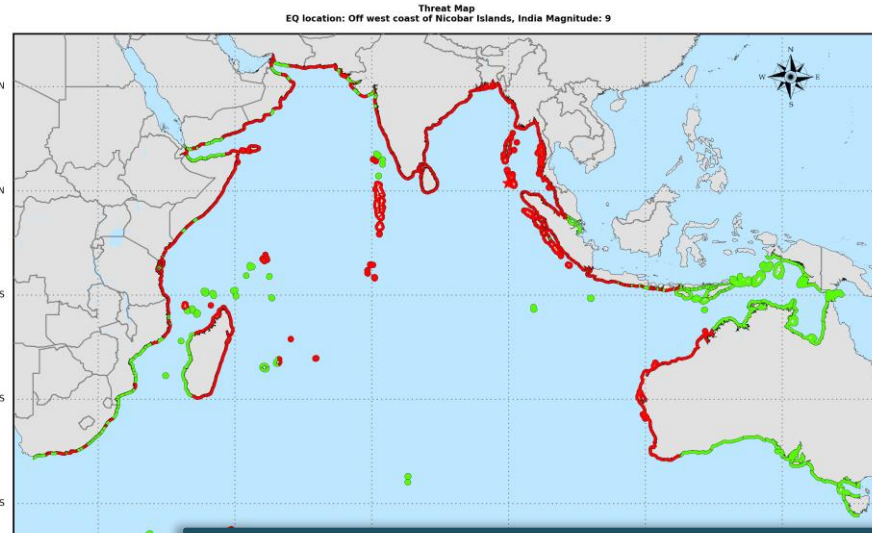 Threat Map
EQ location: Off west coast of Nicobar Islands, India Magnitude: 9
N
W E
S
N
N
S
S
S